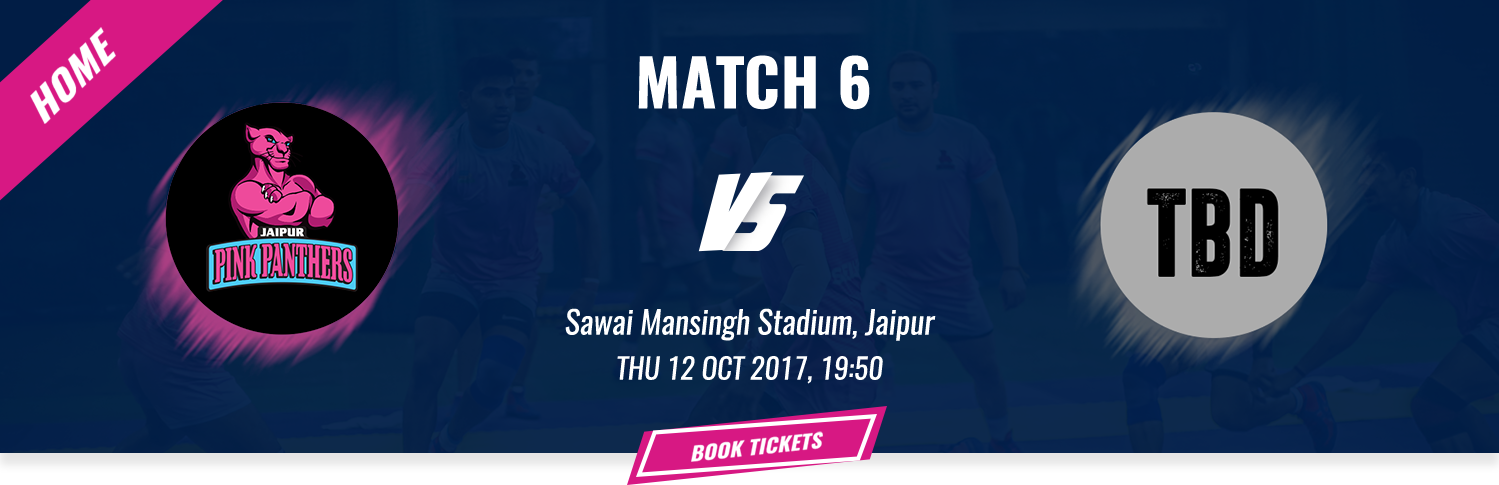 HOME
MATCH 6
JAIPUR
PINK PANTHERS
VS
TBD
Sawai Mansingh Stadium, Jaipur
THU 12 OCT 2017, 19:50
BOOK TICKETS